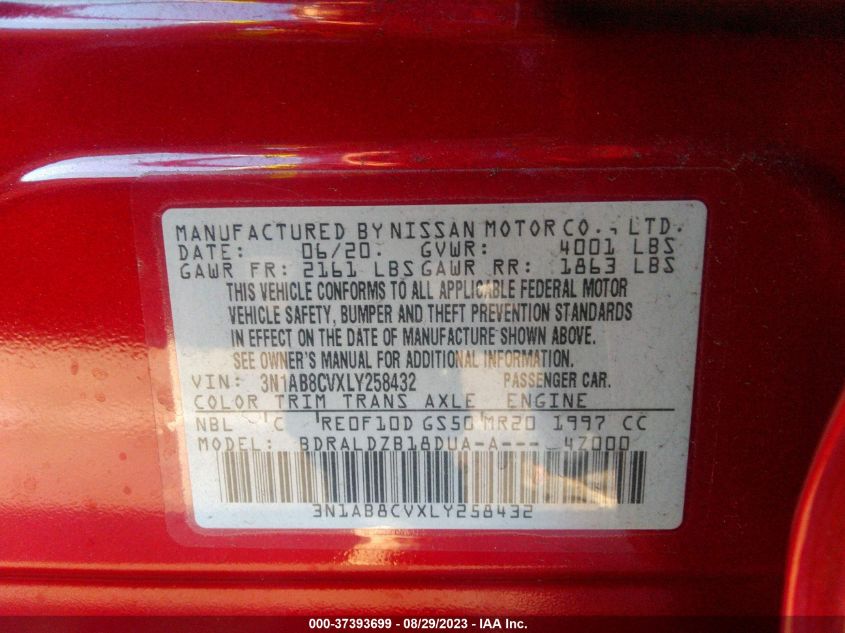 MANUFACTURED BY NISSAN MOTOR CO., LTD.
DATE: 06/20. GVWR: 4001 LBS
GAWR FR: 2161 LBS GAWR RR: 1863 LBS
THIS VEHICLE CONFORMS TO ALL APPLICABLE FEDERAL MOTOR
VEHICLE SAFETY, BUMPER AND THEFT PREVENTION STANDARDS
IN EFFECT ON THE DATE OF MANUFACTURE SHOWN ABOVE.
SEE OWNER'S MANUAL FOR ADDITIONAL INFORMATION.
VIN: 3N1AB8CVXLY258432 PASSENGER CAR.
COLOR TRIM TRANS AXLE ENGINE
NBL C RE0F10D GS50 MR20 1997 CC
MODEL: BDRALDZB18DUA-A--- 4Z000
3N1AB8CVXLY258432
000-37393699 - 08/29/2023 - IAA Inc.